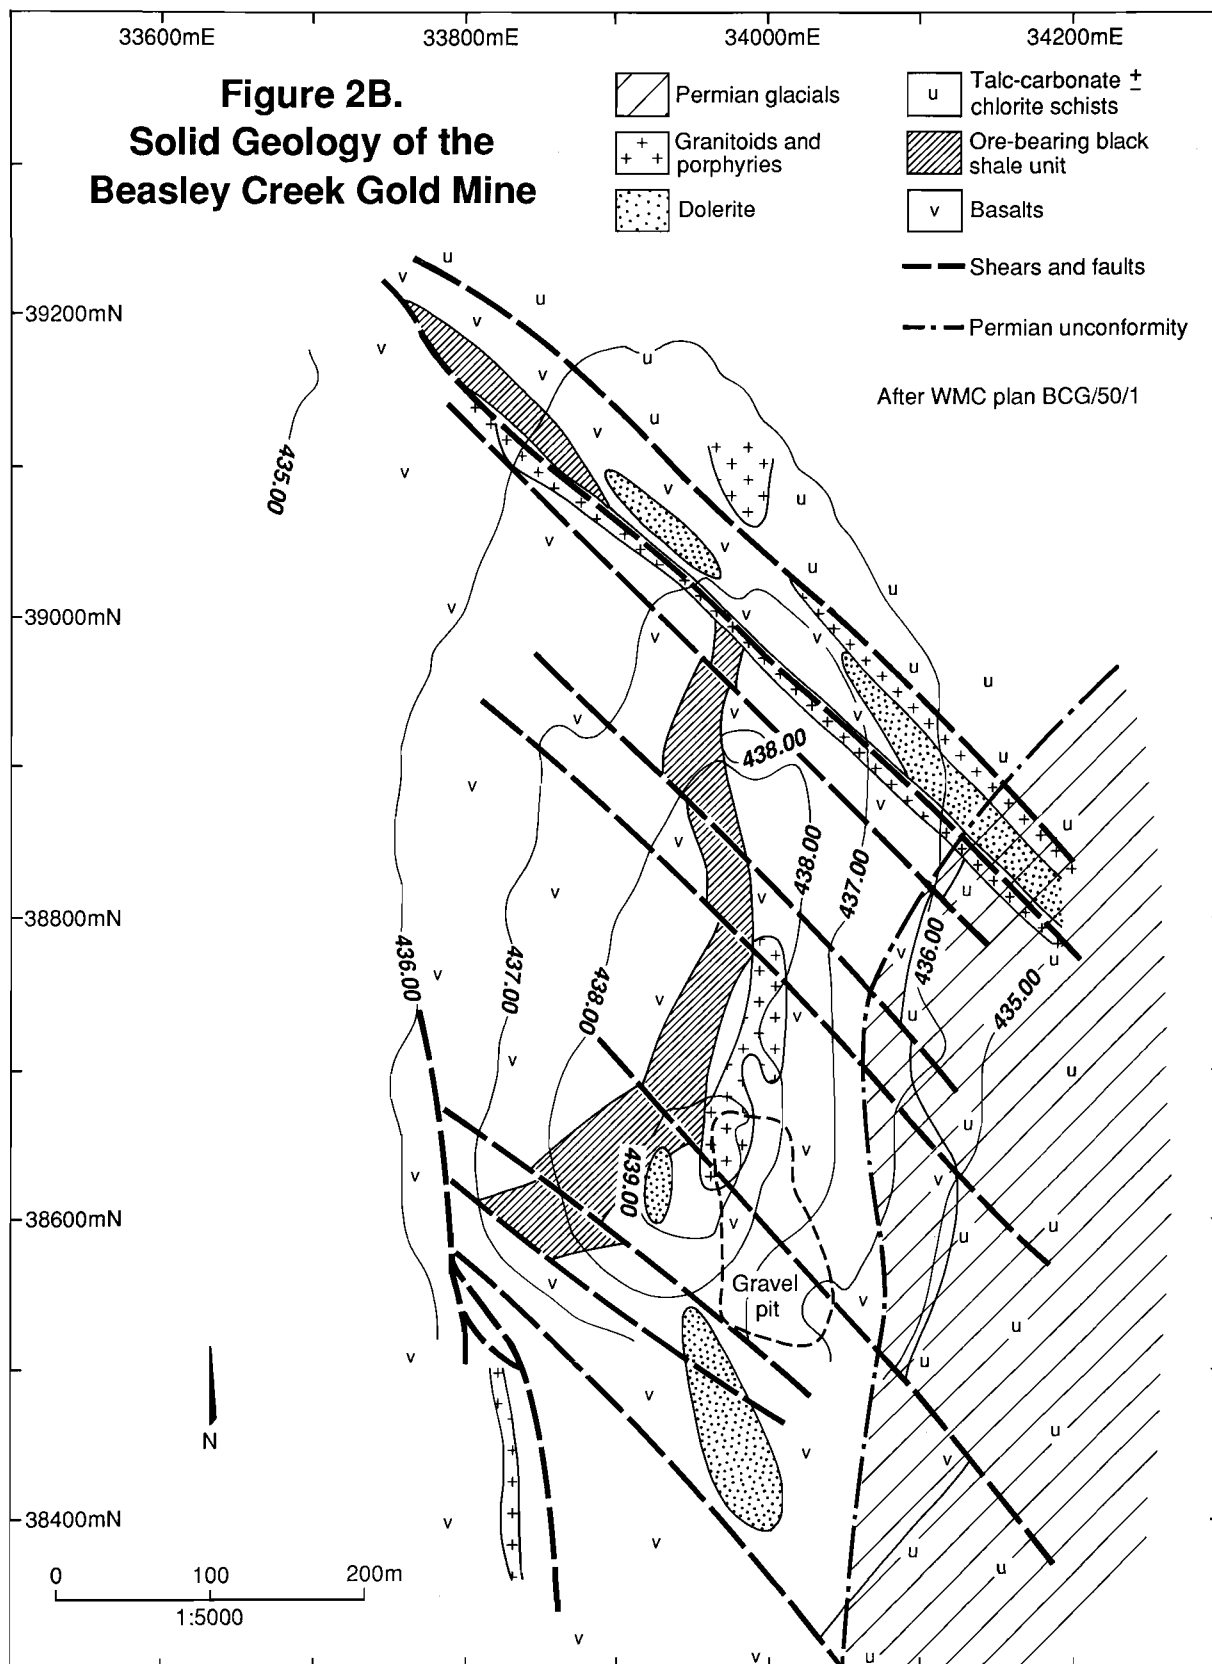 33600mE
33800mE
34000mE
34200mE
Figure 2B.
Solid Geology of the
Beasley Creek Gold Mine
Permian glacials
Granitoids and
porphyries
Dolerite
Talc-carbonate ±
chlorite schists
Ore-bearing black
shale unit
Basalts
Shears and faults
Permian unconformity
After WMC plan BCG/50/1
u
v
39200mN
39000mN
38800mN
38600mN
38400mN
435.00
438.00
438.00
437.00
436.00
435.00
436.00
437.00
438.00
439.00
Gravel
pit
N
0 100 200m
1:5000